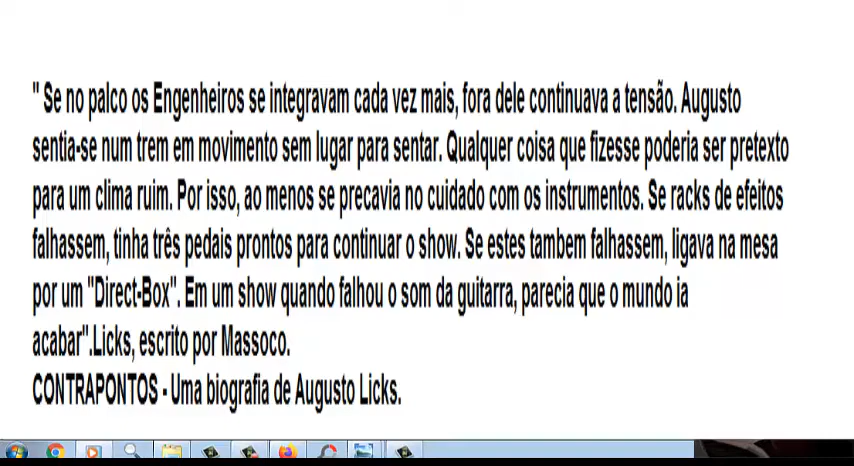 " Se no palco os Engenheiros se integravam cada vez mais, fora dele continuava a tensão. Augusto
sentia-se num trem em movimento sem lugar para sentar. Qualquer coisa que fizesse poderia ser pretexto
para um clima ruim. Por isso, ao menos se precavia no cuidado com os instrumentos. Se racks de efeitos
falhassem, tinha três pedais prontos para continuar o show. Se estes tambem falhassem, ligava na mesa
por um "Direct-Box". Em um show quando falhou o som da guitarra, parecia que o mundo ia
acabar".Licks, escrito por Massoco.
CONTRAPONTOS - Uma biografia de Augusto Licks.